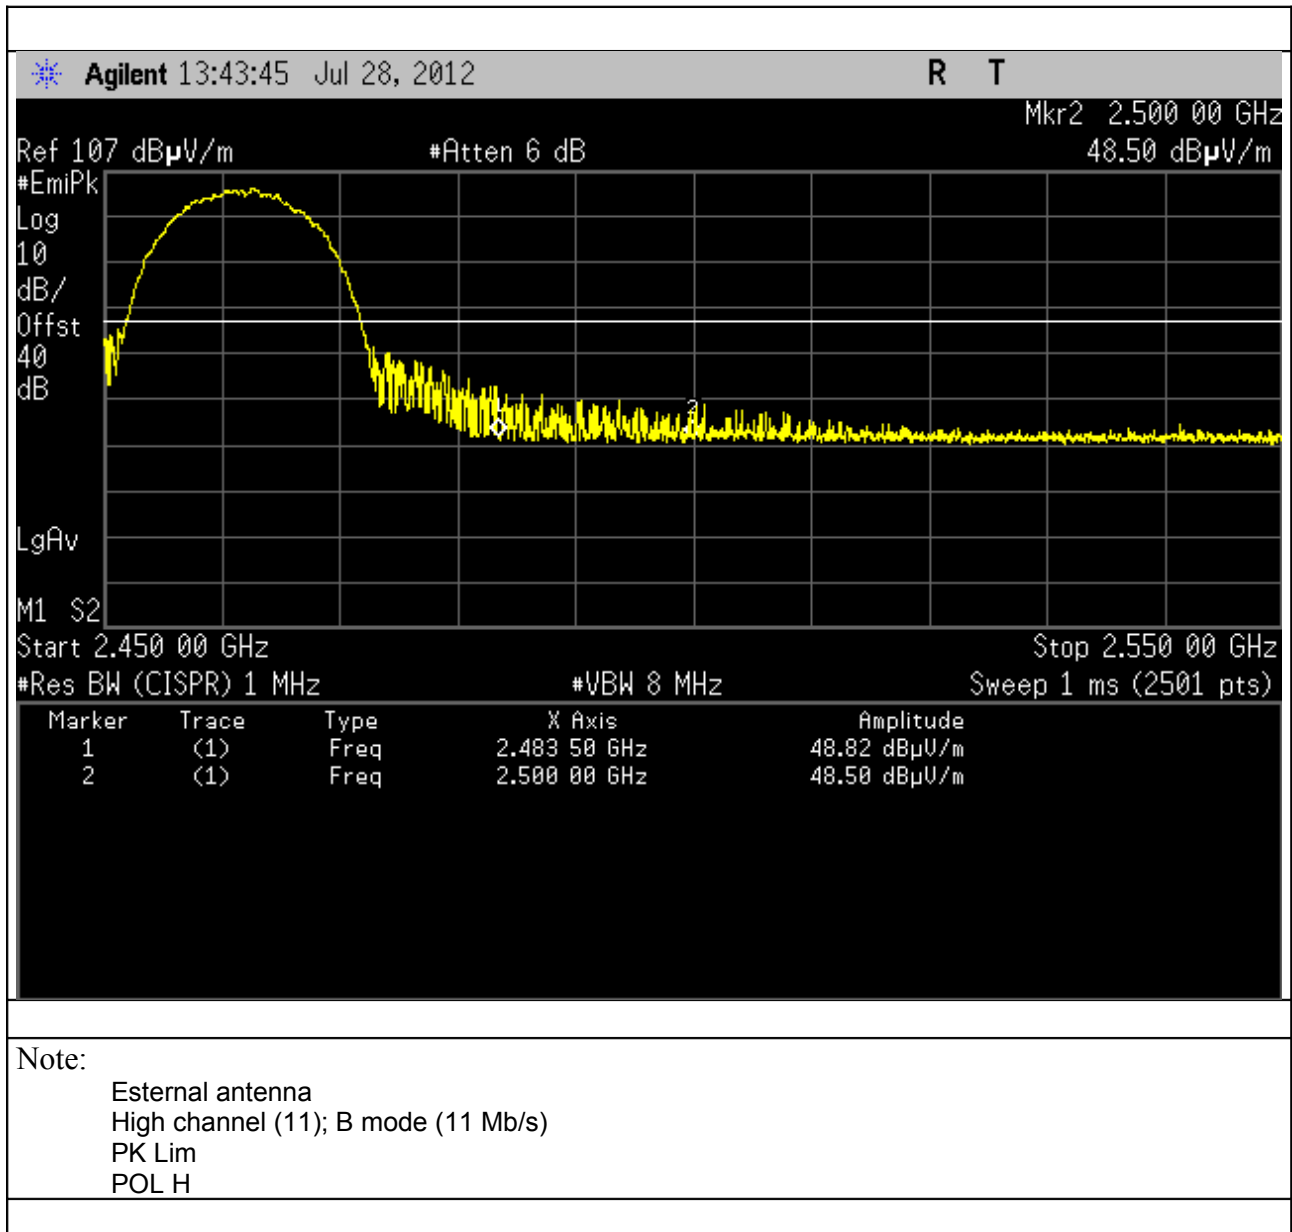 Agilent 13:43:45 Jul 28, 2012 R T
Mkr2 2.500 00 GHz
Ref 107 dBµV/m #Atten 6 dB 48.50 dBµV/m
#EmiPk
Log
10
dB/
Offst
40
dB
1
2
LgAv
M1 S2
Start 2.450 00 GHz Stop 2.550 00 GHz
#Res BW (CISPR) 1 MHz #VBW 8 MHz Sweep 1 ms (2501 pts)
Marker Trace Type X Axis Amplitude
1 (1) Freq 2.483 50 GHz 48.82 dBµV/m
2 (1) Freq 2.500 00 GHz 48.50 dBµV/m
Note:
Esternal antenna
High channel (11); B mode (11 Mb/s)
PK Lim
POL H